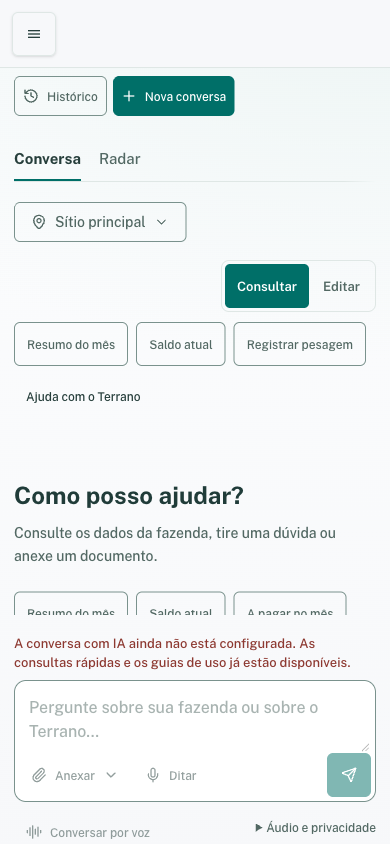 Histórico
Nova conversa
Conversa
Radar
Sítio principal
Consultar
Editar
Resumo do mês
Saldo atual
Registrar pesagem
Ajuda com o Terrano
Como posso ajudar?
Consulte os dados da fazenda, tire uma dúvida ou
anexe um documento.
Resumo do mês
Saldo atual
A pagar no mês
A conversa com IA ainda não está configurada. As
consultas rápidas e os guias de uso já estão disponíveis.
Pergunte sobre sua fazenda ou sobre o
Terrano...
Anexar
Ditar
Conversar por voz
Áudio e privacidade